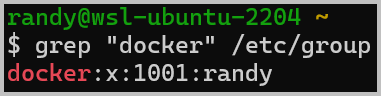 randy@wsl-ubuntu-2204 ~
$ grep "docker" /etc/group
docker:x:1001:randy